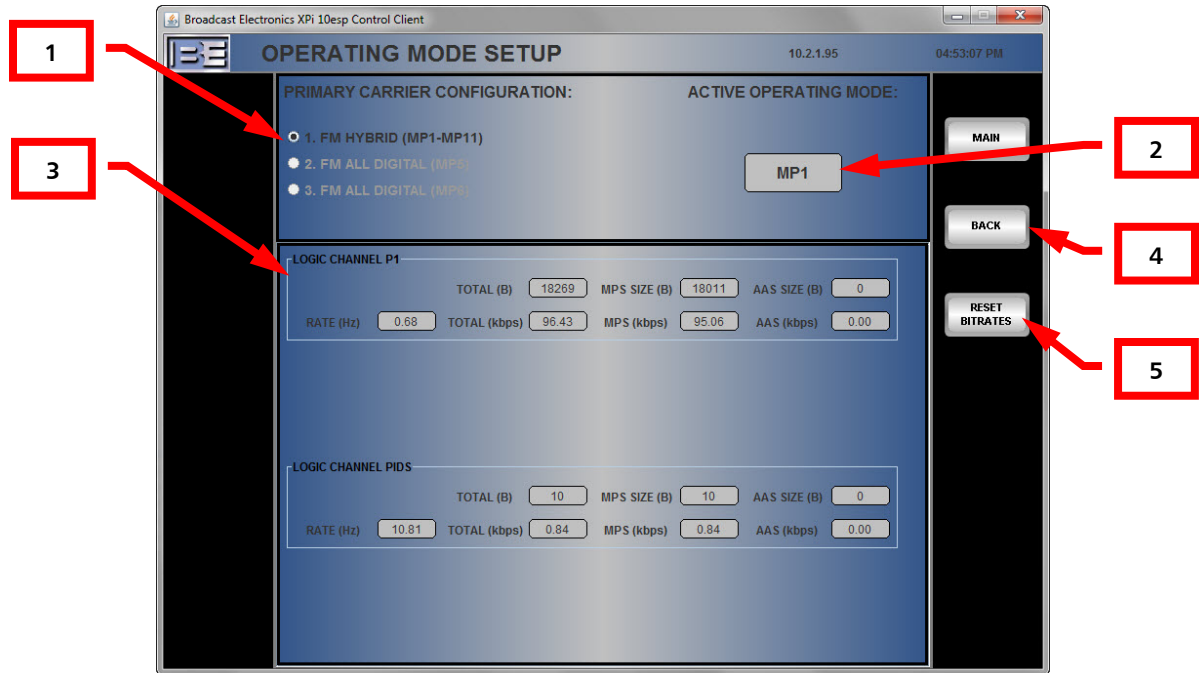 Broadcast Electronics XPi 10esp Control Client
1
BE OPERATING MODE SETUP 10.2.1.95 04:53:07 PM
PRIMARY CARRIER CONFIGURATION: ACTIVE OPERATING MODE:
1. FM HYBRID (MP1-MP11)
2. FM ALL DIGITAL (MP5)
3. FM ALL DIGITAL (MP6)
MP1
MAIN
2
3
BACK
4
LOGIC CHANNEL P1
TOTAL (B) 18269 MPS SIZE (B) 18011 AAS SIZE (B) 0
RATE (Hz) 0.68 TOTAL (kbps) 96.43 MPS (kbps) 95.06 AAS (kbps) 0.00
RESET
BITRATES
5
LOGIC CHANNEL PIDS
TOTAL (B) 10 MPS SIZE (B) 10 AAS SIZE (B) 0
RATE (Hz) 10.81 TOTAL (kbps) 0.84 MPS (kbps) 0.84 AAS (kbps) 0.00